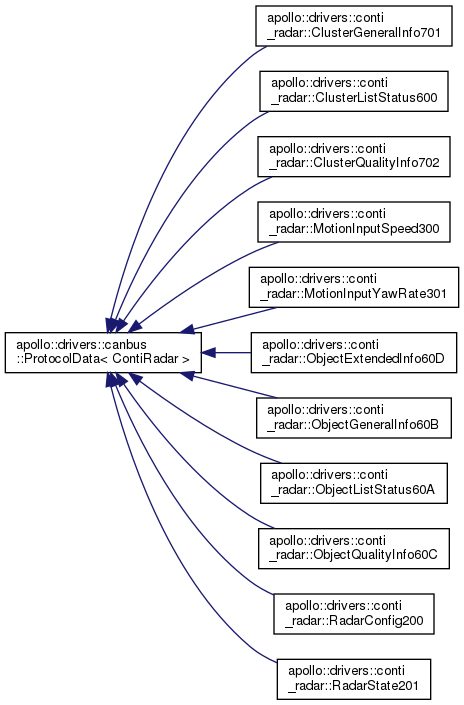 apollo::drivers::conti
_radar::ClusterGeneralInfo701
apollo::drivers::conti
_radar::ClusterListStatus600
apollo::drivers::conti
_radar::ClusterQualityInfo702
apollo::drivers::conti
_radar::MotionInputSpeed300
apollo::drivers::conti
_radar::MotionInputYawRate301
apollo::drivers::canbus
::ProtocolData< ContiRadar >
apollo::drivers::conti
_radar::ObjectExtendedInfo60D
apollo::drivers::conti
_radar::ObjectGeneralInfo60B
apollo::drivers::conti
_radar::ObjectListStatus60A
apollo::drivers::conti
_radar::ObjectQualityInfo60C
apollo::drivers::conti
_radar::RadarConfig200
apollo::drivers::conti
_radar::RadarState201